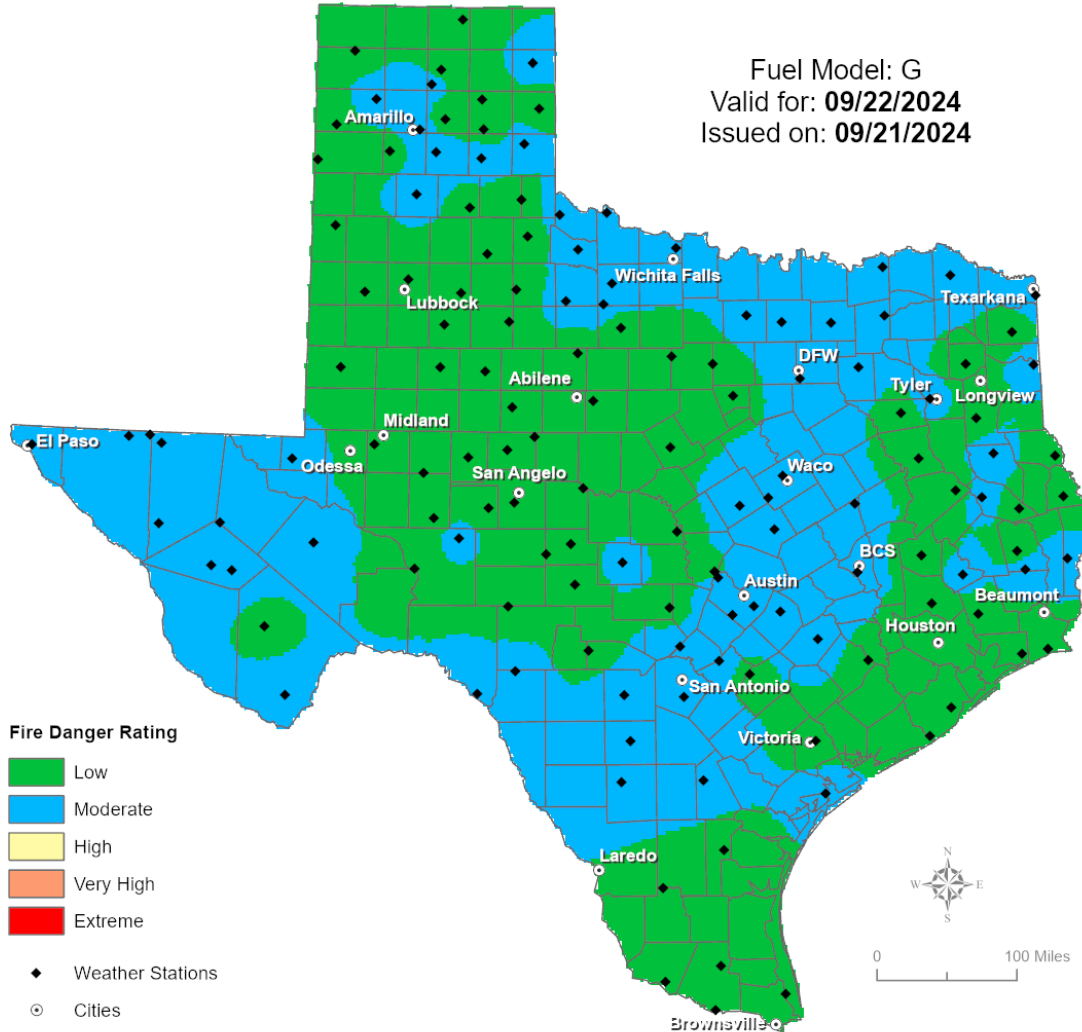 Fuel Model: G
Valid for: 09/22/2024
Issued on: 09/21/2024
Amarillo
Wichita Falls
Lubbock
Texarkana
DFW
Abilene
Tyler
Longview
Midland
El Paso
Odessa
Waco
San Angelo
BCS
Austin
Beaumont
Houston
San Antonio
Victoria
Fire Danger Rating
Low
Moderate
High
Very High
Extreme
Weather Stations
Cities
Laredo
N
W E
S
0 100 Miles
Brownsville